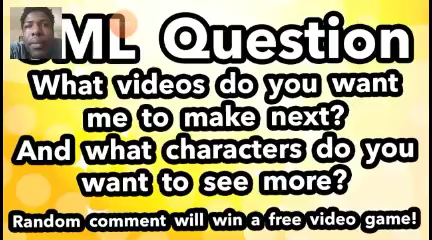 ML Question
What videos do you want
me to make next?
And what characters do you
want to see more?
Random comment will win a free video game!